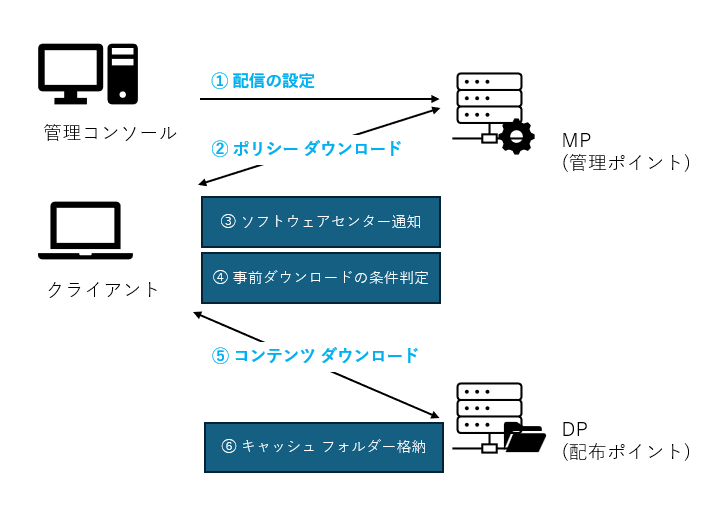 ① 配信の設定
管理コンソール
② ポリシー ダウンロード
MP
(管理ポイント)
③ ソフトウェアセンター通知
④ 事前ダウンロードの条件判定
クライアント
⑤ コンテンツ ダウンロード
⑥ キャッシュ フォルダー格納
DP
(配布ポイント)